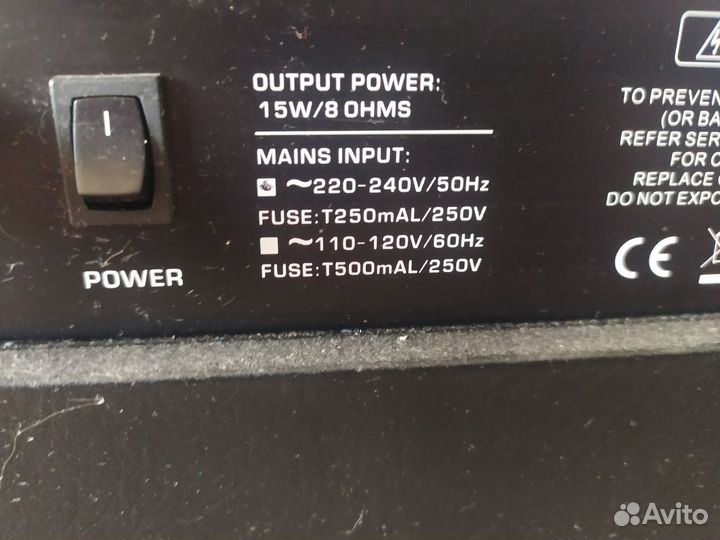 OUTPUT POWER:
15W/8 OHMS
MAINS INPUT:
~220-240V/50Hz
FUSE:T250mAL/250V
~110-120V/60Hz
FUSE:T500mAL/250V
POWER
TO PREVEN
(OR BA
REFER SER
FOR
REPLACE
DO NOT EXPO
CE
Avito